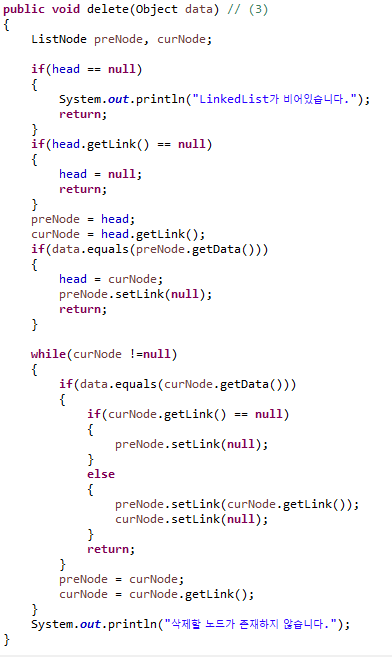 public void delete(Object data) // (3)
{
    ListNode preNode, curNode;

    if(head == null)
    {
        System.out.println("LinkedList가 비어있습니다.");
        return;
    }
    if(head.getLink() == null)
    {
        head = null;
        return;
    }
    preNode = head;
    curNode = head.getLink();
    if(data.equals(preNode.getData()))
    {
        head = curNode;
        preNode.setLink(null);
        return;
    }

    while(curNode !=null)
    {
        if(data.equals(curNode.getData()))
        {
            if(curNode.getLink() == null)
            {
                preNode.setLink(null);
            }
            else
            {
                preNode.setLink(curNode.getLink());
                curNode.setLink(null);
            }
            return;
        }
        preNode = curNode;
        curNode = curNode.getLink();
    }
    System.out.println("삭제할 노드가 존재하지 않습니다.");
}